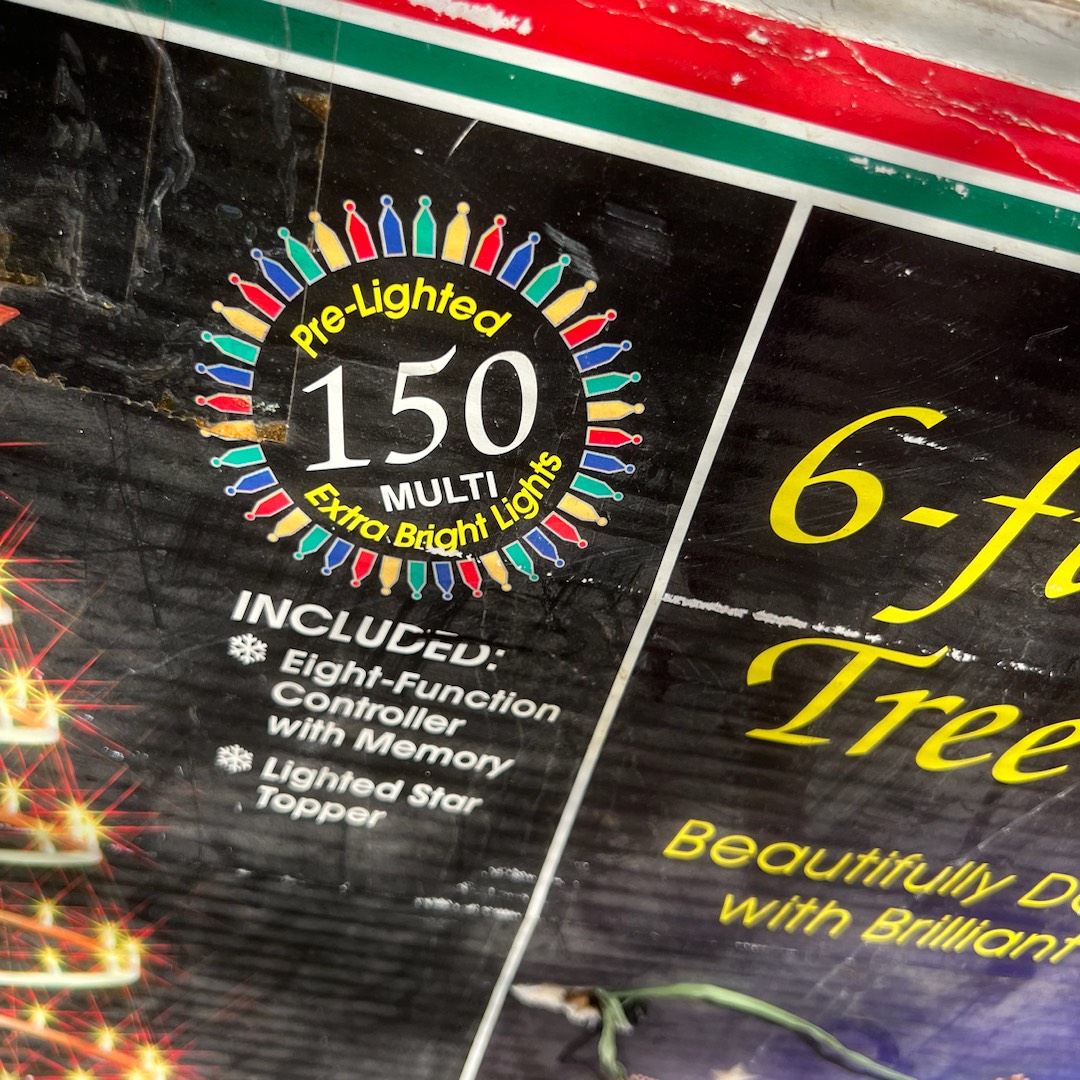 Pre-Lighted
150
MULTI
Extra Bright Lights
INCLUDED:
Eight-Function
Controller
with Memory
Lighted Star
Topper
6-f
Tree
Beautifully
with Brilliant